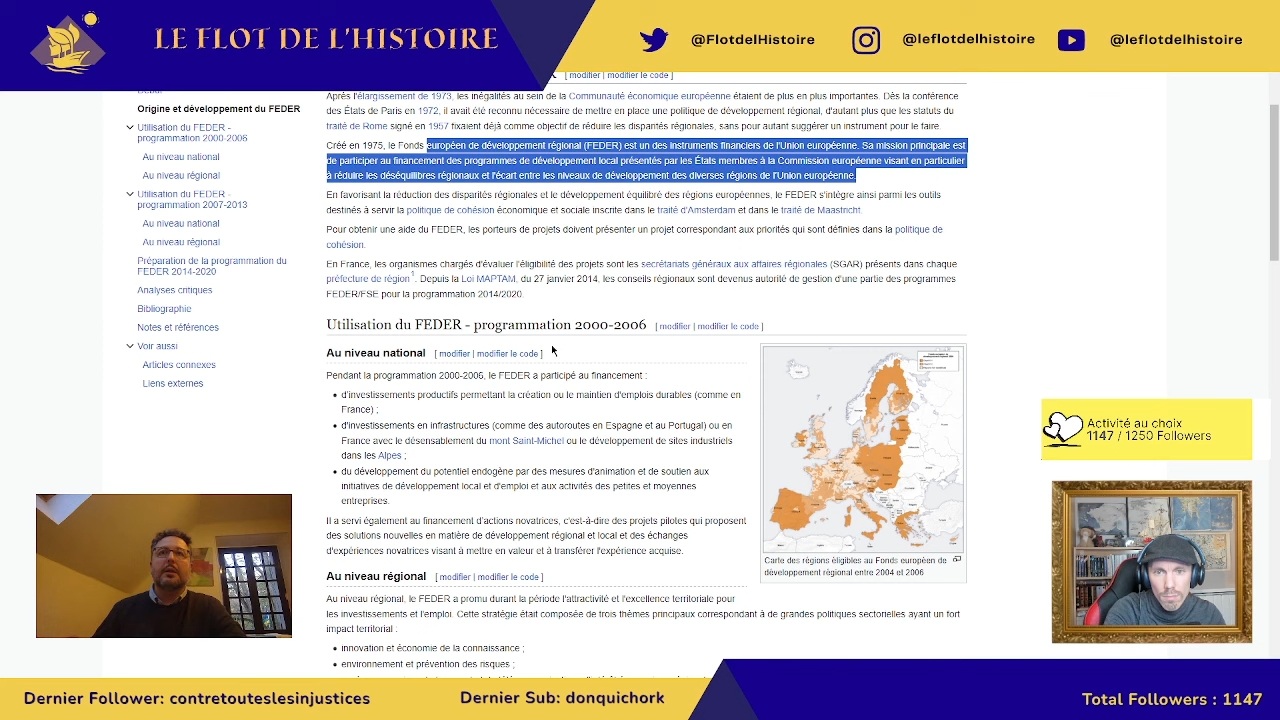 LE FLOT DE L'HISTOIRE
@FlotdelHistoire
@leflotdelhistoire
@leflotdelhistoire
[ modifier | modifier le code ]
Origine et développement du FEDER
Utilisation du FEDER -
programmation 2000-2006
Au niveau national
Au niveau régional
Utilisation du FEDER -
programmation 2007-2013
Au niveau national
Au niveau régional
Préparation de la programmation du
FEDER 2014-2020
Analyses critiques
Bibliographie
Notes et références
Voir aussi
Articles connexes
Liens externes
Après l'élargissement de 1973, les inégalités au sein de la Communauté économique européenne étaient de plus en plus importantes. Dès la conférence
des États de Paris en 1972, il avait été reconnu nécessaire de mettre en place une politique de développement régional, d'autant plus que les statuts du
traité de Rome signé en 1957 fixaient déjà comme objectif de réduire les disparités régionales, sans pour autant suggérer un instrument pour le faire.
Créé en 1975, le Fonds européen de développement régional (FEDER) est un des instruments financiers de l'Union européenne. Sa mission principale est
de participer au financement des programmes de développement local présentés par les États membres à la Commission européenne visant en particulier
à réduire les déséquilibres régionaux et l'écart entre les niveaux de développement des diverses régions de l'Union européenne.
En favorisant la réduction des disparités régionales et le développement équilibré des régions européennes, le FEDER s'intègre ainsi parmi les outils
destinés à servir la politique de cohésion économique et sociale inscrite dans le traité d'Amsterdam et dans le traité de Maastricht.
Pour obtenir une aide du FEDER, les porteurs de projets doivent présenter un projet correspondant aux priorités qui sont définies dans la politique de
cohésion.
En France, les organismes chargés d'évaluer l'éligibilité des projets sont les secrétariats généraux aux affaires régionales (SGAR) présents dans chaque
préfecture de région1. Depuis la Loi MAPTAM, du 27 janvier 2014, les conseils régionaux sont devenus autorité de gestion d'une partie des programmes
FEDER/FSE pour la programmation 2014/2020.
Utilisation du FEDER - programmation 2000-2006 [ modifier | modifier le code ]
Au niveau national [ modifier | modifier le code ]
Pendant la programmation 2000-2006, le FEDER a participé au financement :
• d'investissements productifs permettant la création ou le maintien d'emplois durables (comme en
France) ;
• d'investissements en infrastructures (comme des autoroutes en Espagne et au Portugal) ou en
France avec le désensablement du mont Saint-Michel ou le développement de sites industriels
dans les Alpes ;
• du développement du potentiel endogène par des mesures d'animation et de soutien aux
initiatives de développement local et d'emploi et aux activités des petites et moyennes
entreprises.
Il a servi également au financement d'actions novatrices, c'est-à-dire des projets pilotes qui proposent
des solutions nouvelles en matière de développement régional et local et des échanges
d'expériences novatrices visant à mettre en valeur et à transférer l'expérience acquise.
Carte des régions éligibles au Fonds européen de
développement régional entre 2004 et 2006
Au niveau régional [ modifier | modifier le code ]
Au niveau régional, le FEDER a promu durant la période l'attractivité et l'excellence territoriale pour
les investissements et l'emploi. Cette stratégie était composée de trois thèmes principaux correspondant à de grandes politiques sectorielles ayant un fort
impact territorial :
• innovation et économie de la connaissance ;
• environnement et prévention des risques ;
Activité au choix
1147 / 1250 Followers
Dernier Follower: contretouteslesinjustices
Dernier Sub: donquichork
Total Followers : 1147